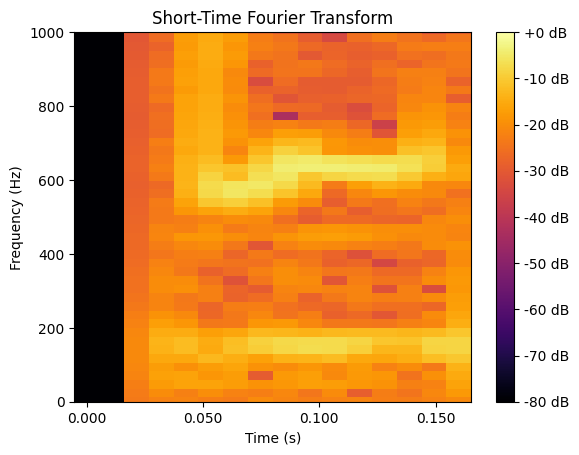 Short-Time Fourier Transform
1000
800
600
400
200
0
Frequency (Hz)
0.000
0.050
0.100
0.150
Time (s)
+0 dB
-10 dB
-20 dB
-30 dB
-40 dB
-50 dB
-60 dB
-70 dB
-80 dB